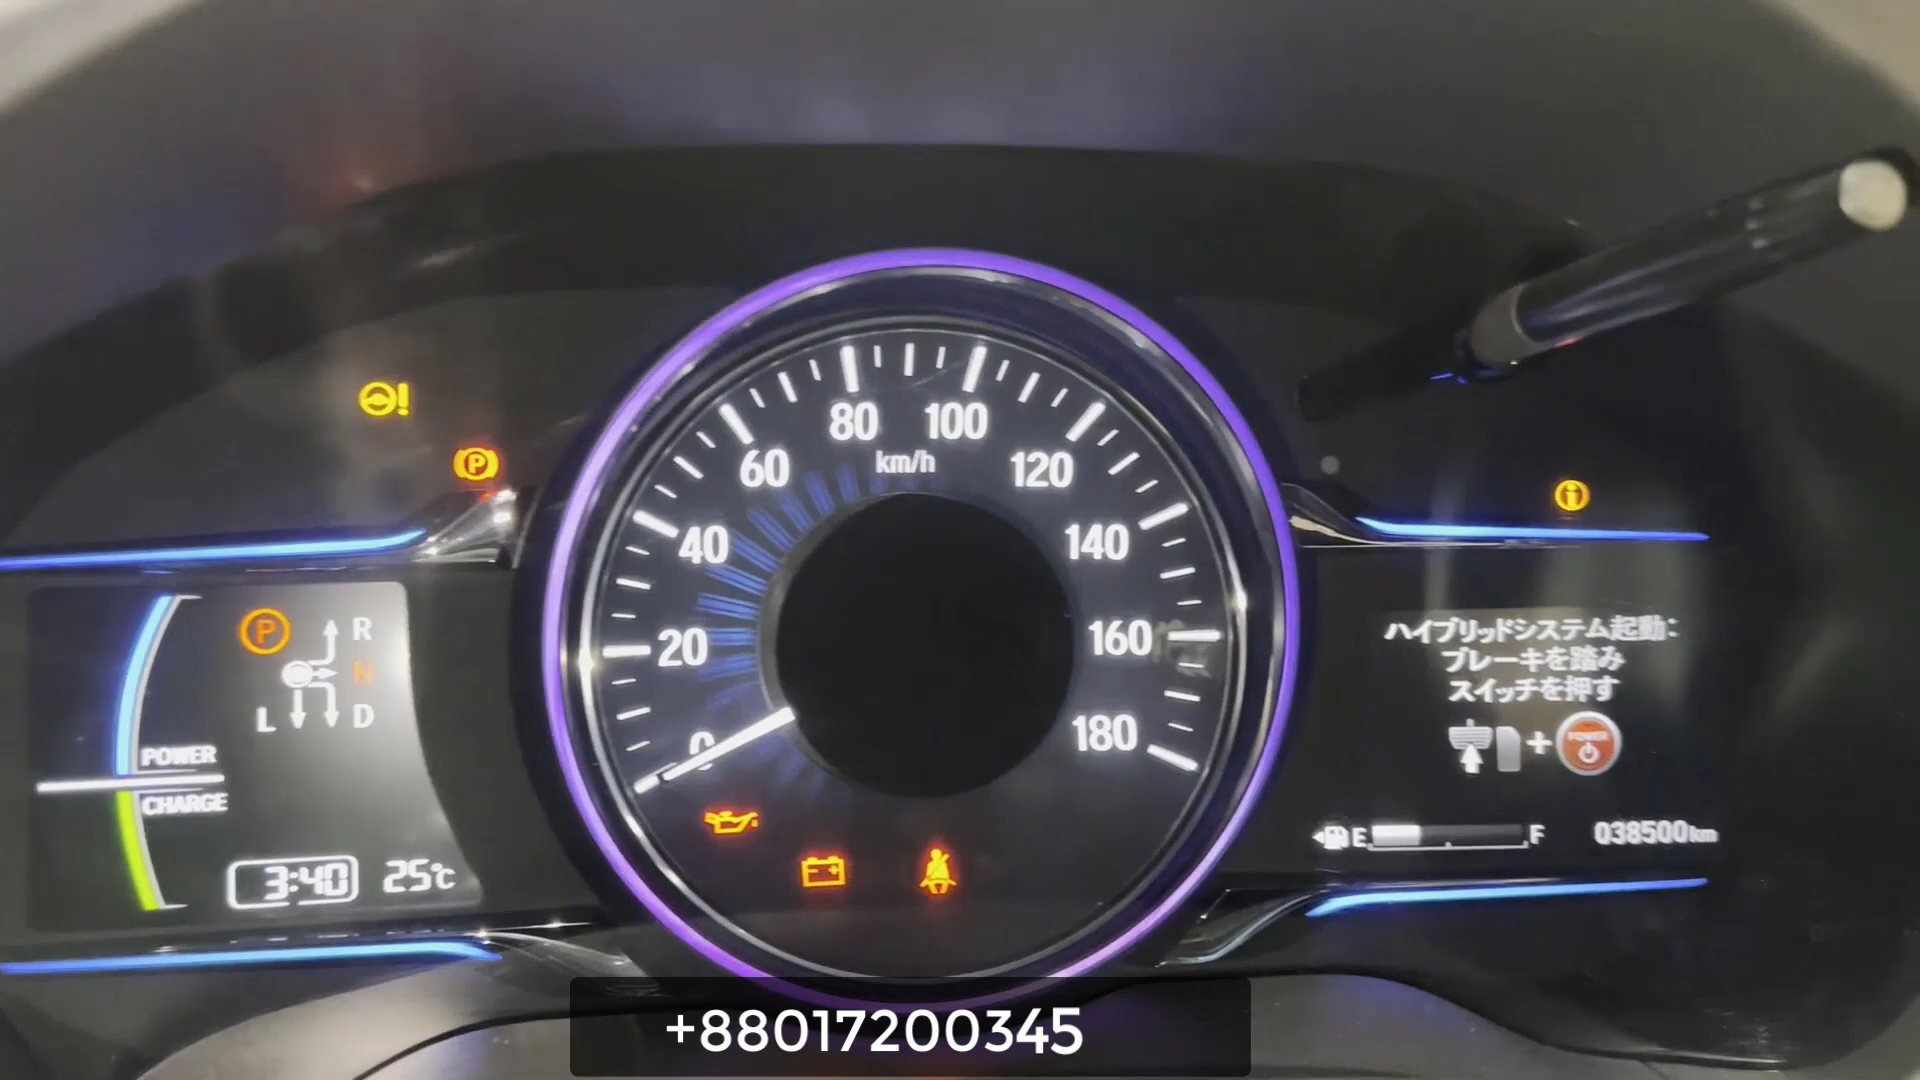 80 100
km/h
60 120
40 140
20 160
0 180
P R
N
L D
POWER
CHARGE
3:40 25℃
ハイブリッドシステム起動:
ブレーキを踏み
スイッチを押す
+ POWER
E F 038500km
+88017200345